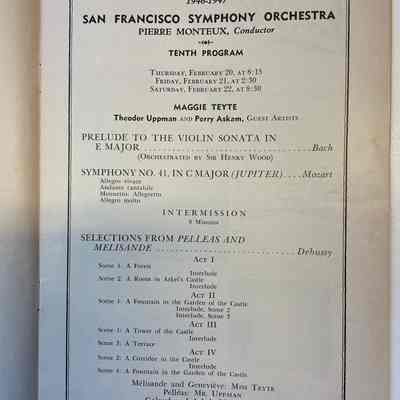 1946-1947
SAN FRANCISCO SYMPHONY ORCHESTRA
PIERRE MONTEUX, Conductor
TENTH PROGRAM
THURSDAY, FEBRUARY 20, AT 8:15
FRIDAY, FEBRUARY 21, AT 2:30
SATURDAY, FEBRUARY 22, AT 8:30
MAGGIE TEYTE
Theodor Uppman AND Perry Askam, GUEST ARTISTS
PRELUDE TO THE VIOLIN SONATA IN
E MAJOR Bach
(ORCHESTRATED BY SIR HENRY WOOD)
SYMPHONY NO. 41, IN C MAJOR (JUPITER) .... Mozart
Allegro vivace
Andante cantabile
Menuetto: Allegretto
Allegro molto
INTERMISSION
8 Minutes
SELECTIONS FROM PELLEAS AND
MELISANDE Debussy
ACT I
Scene 1: A Forest
Interlude
Scene 2: A Room in Arkel's Castle
Interlude
ACT II
Scene 1: A Fountain in the Garden of the Castle
Interlude, Scene 2
Interlude, Scene 3
ACT III
Scene 1: A Tower of the Castle
Interlude
Scene 3: A Terrace
ACT IV
Scene 2: A Corridor in the Castle
Interlude
Scene 4: A Fountain in the Garden of the Castle
Mélisande and Geneviève: MISS TEYTE
Pelléas: MR. UPPMAN